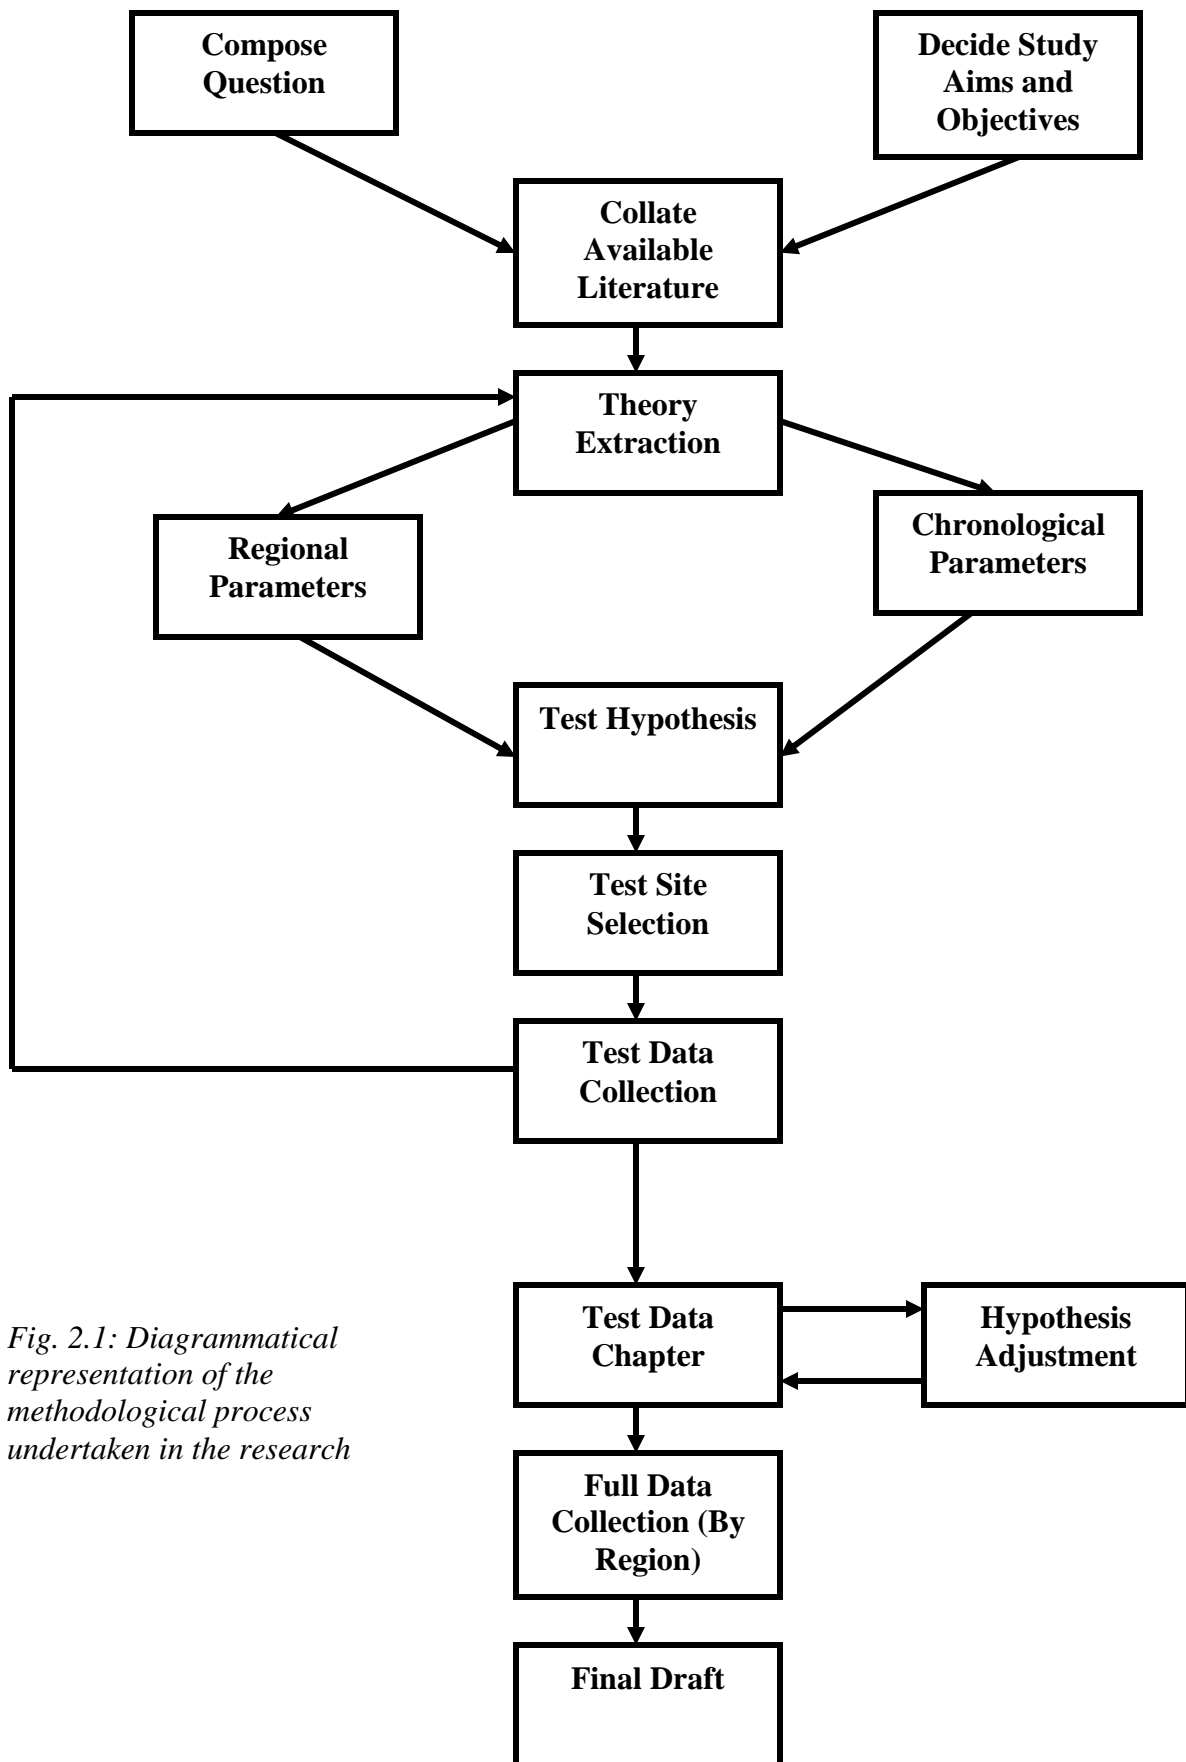 Compose
Question
Decide Study
Aims and
Objectives
Collate
Available
Literature
Theory
Extraction
Regional
Parameters
Chronological
Parameters
Test Hypothesis
Test Site
Selection
Test Data
Collection
Test Data
Chapter
Hypothesis
Adjustment
Fig. 2.1: Diagrammatical
representation of the
methodological process
undertaken in the research
Full Data
Collection (By
Region)
Final Draft